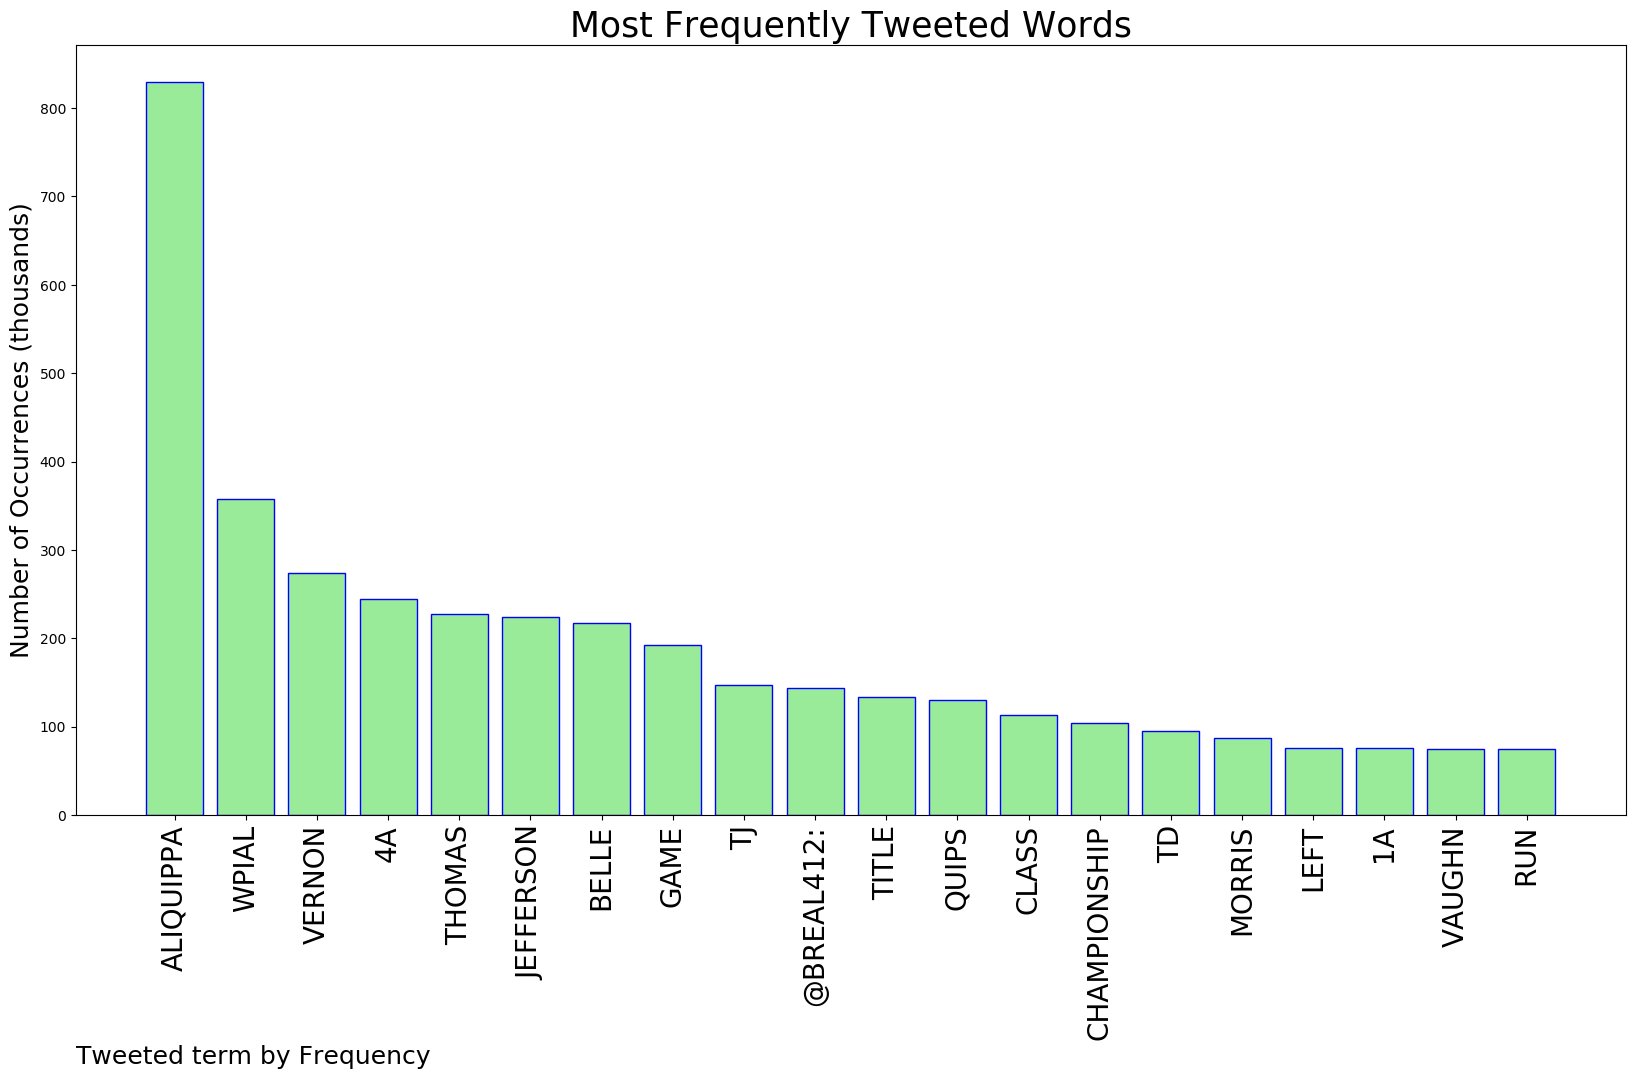 Most Frequently Tweeted Words
Number of Occurrences (thousands)
800
700
600
500
400
300
200
100
0
ALIQUIPPA
WPIAL
VERNON
4A
THOMAS
JEFFERSON
BELLE
GAME
TJ
@BREAL412:
TITLE
QUIPS
CLASS
CHAMPIONSHIP
TD
MORRIS
LEFT
1A
VAUGHN
RUN
Tweeted term by Frequency